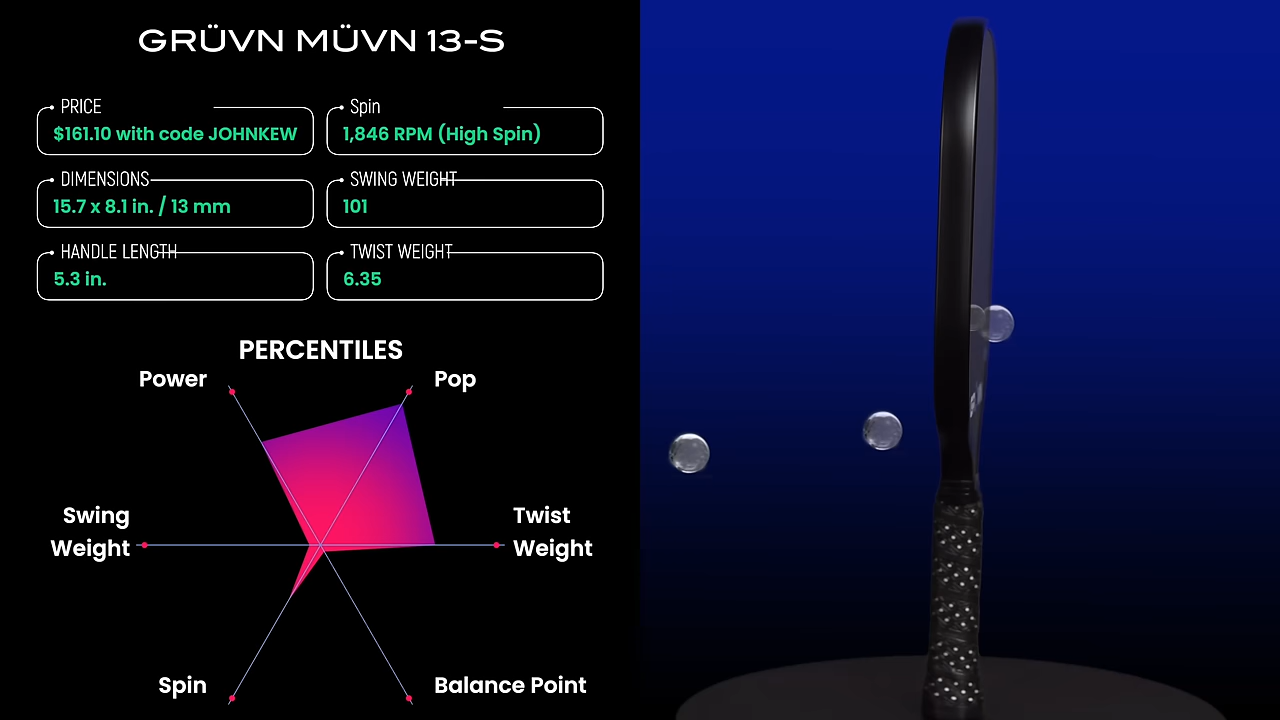 GRÜVN MÜVN 13-S
PRICE
$161.10 with code JOHNKEW
Spin
1,846 RPM (High Spin)
DIMENSIONS
15.7 x 8.1 in. / 13 mm
SWING WEIGHT
101
HANDLE LENGTH
5.3 in.
TWIST WEIGHT
6.35
PERCENTILES
Power
Pop
Swing
Weight
Twist
Weight
Spin
Balance Point